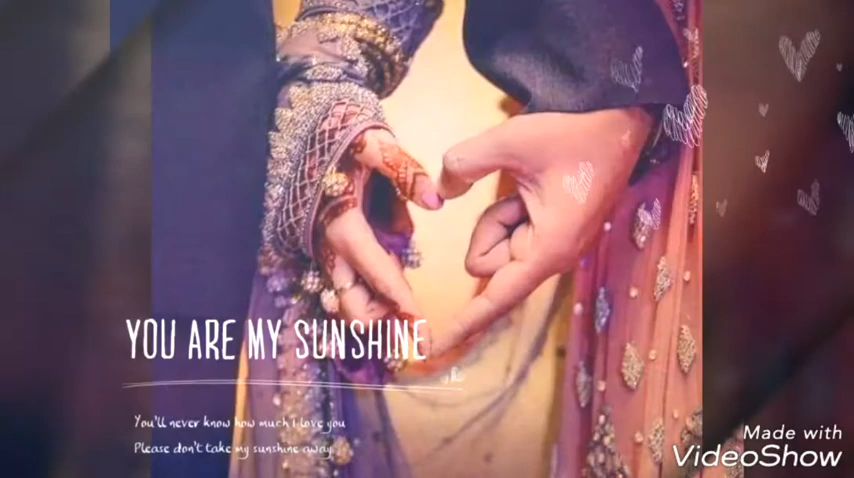 YOU ARE MY SUNSHINE
You'll never know how much I love you
Please don't take my sunshine away
Made with
VideoShow